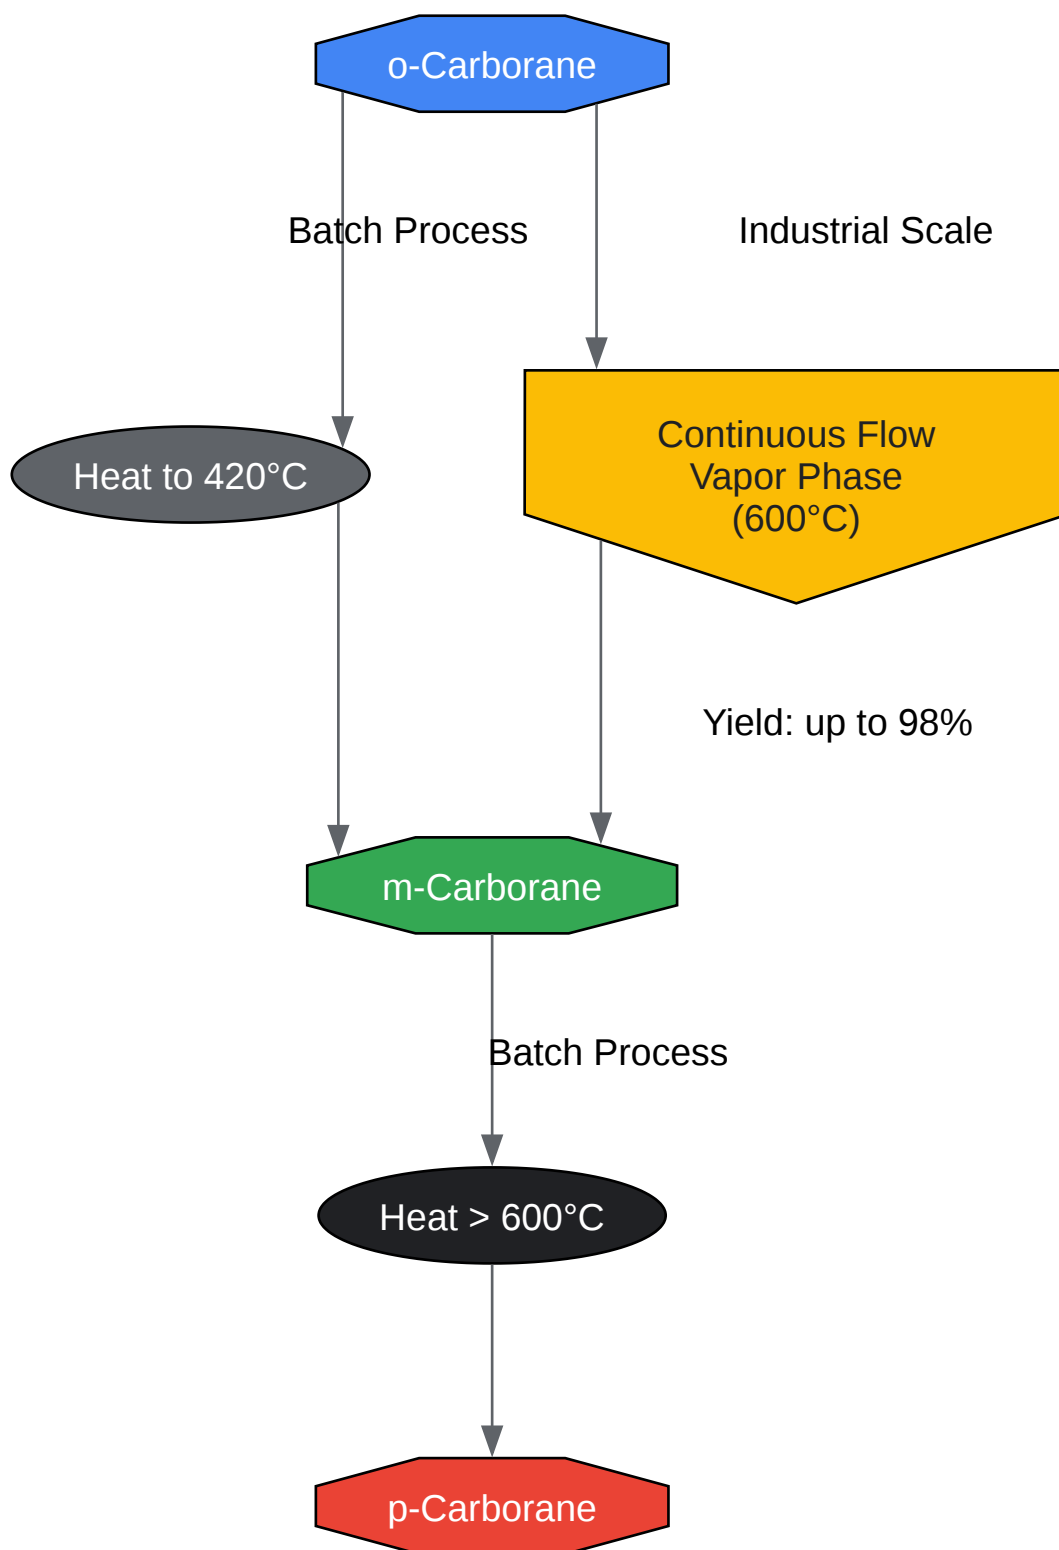 o-Carborane
Batch Process
Industrial Scale
Continuous Flow
Vapor Phase
(600°C)
Heat to 420°C
Yield: up to 98%
m-Carborane
Batch Process
Heat > 600°C
p-Carborane